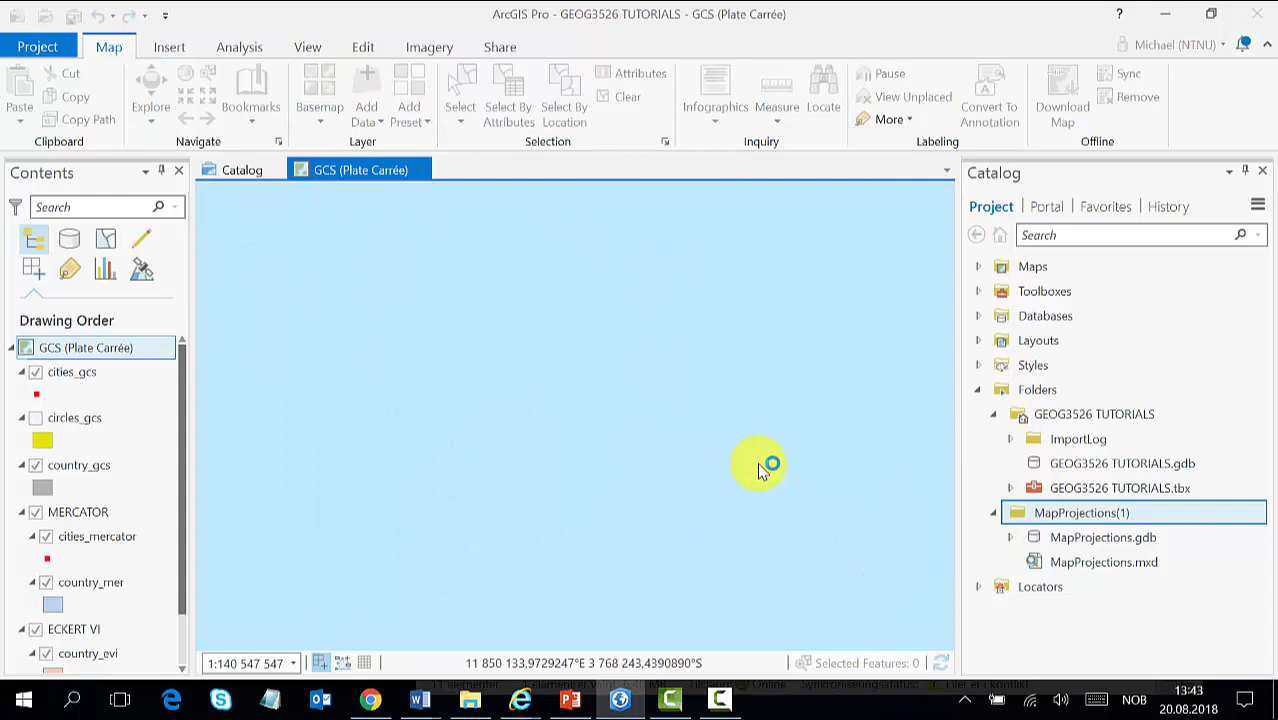 ArcGIS Pro - GEOG3526 TUTORIALS - GCS (Plate Carrée)
?
Project Map Insert Analysis View Edit Imagery Share
Michael (NTNU)
Paste
Cut
Copy
Copy Path
Clipboard
Explore
Bookmarks
Navigate
Basemap
Add Data
Add Preset
Layer
Select
Select By Attributes
Select By Location
Attributes
Clear
Selection
Infographics
Measure
Locate
Inquiry
Pause
View Unplaced
More
Convert To Annotation
Labeling
Download Map
Sync
Remove
Offline
Contents
Search
Drawing Order
GCS (Plate Carrée)
cities_gcs
circles_gcs
country_gcs
MERCATOR
cities_mercator
country_mer
ECKERT VI
country_evi
Catalog
GCS (Plate Carrée)
1:140 547 547
11 850 133,9729247°E 3 768 243,4390890°S
Selected Features: 0
Catalog
Project Portal Favorites History
Search
Maps
Toolboxes
Databases
Layouts
Styles
Folders
GEOG3526 TUTORIALS
ImportLog
GEOG3526 TUTORIALS.gdb
GEOG3526 TUTORIALS.tbx
MapProjections(1)
MapProjections.gdb
MapProjections.mxd
Locators
NOB
13:43
20.08.2018